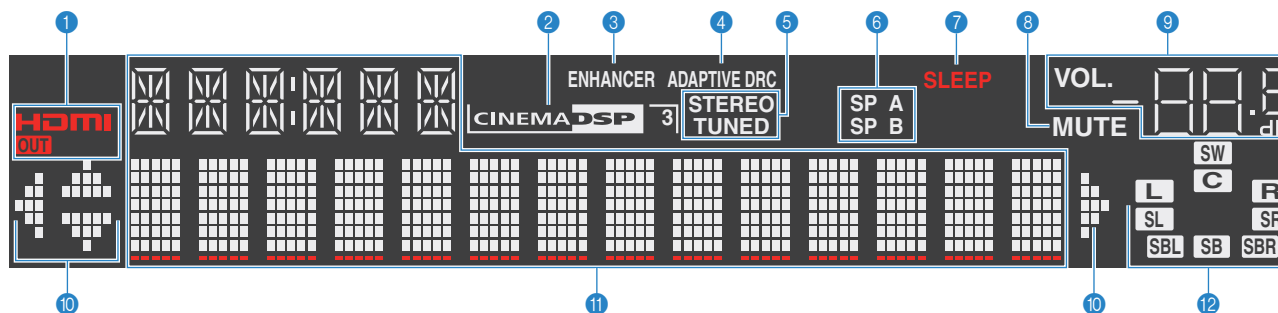 1 2 3 4 5 6 7 8 9
ENHANCER ADAPTIVE DRC SLEEP VOL.
HDMI
OUT
CINEMA DSP 3
STEREO
TUNED
SP A
SP B
MUTE
SW
C
L R
SL
SBL SB SBR
10 11 10 12